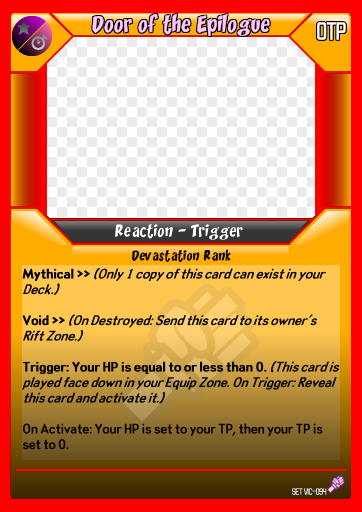 Door of the Epilogue
0TP
Reaction - Trigger
Devastation Rank
Mythical >> (Only 1 copy of this card can exist in your
Deck.)
Void >> (On Destroyed: Send this card to its owner's
Rift Zone.)
Trigger: Your HP is equal to or less than 0. (This card is
played face down in your Equip Zone. On Trigger: Reveal
this card and activate it.)
On Activate: Your HP is set to your TP, then your TP is
set to 0.
SET VIC-094